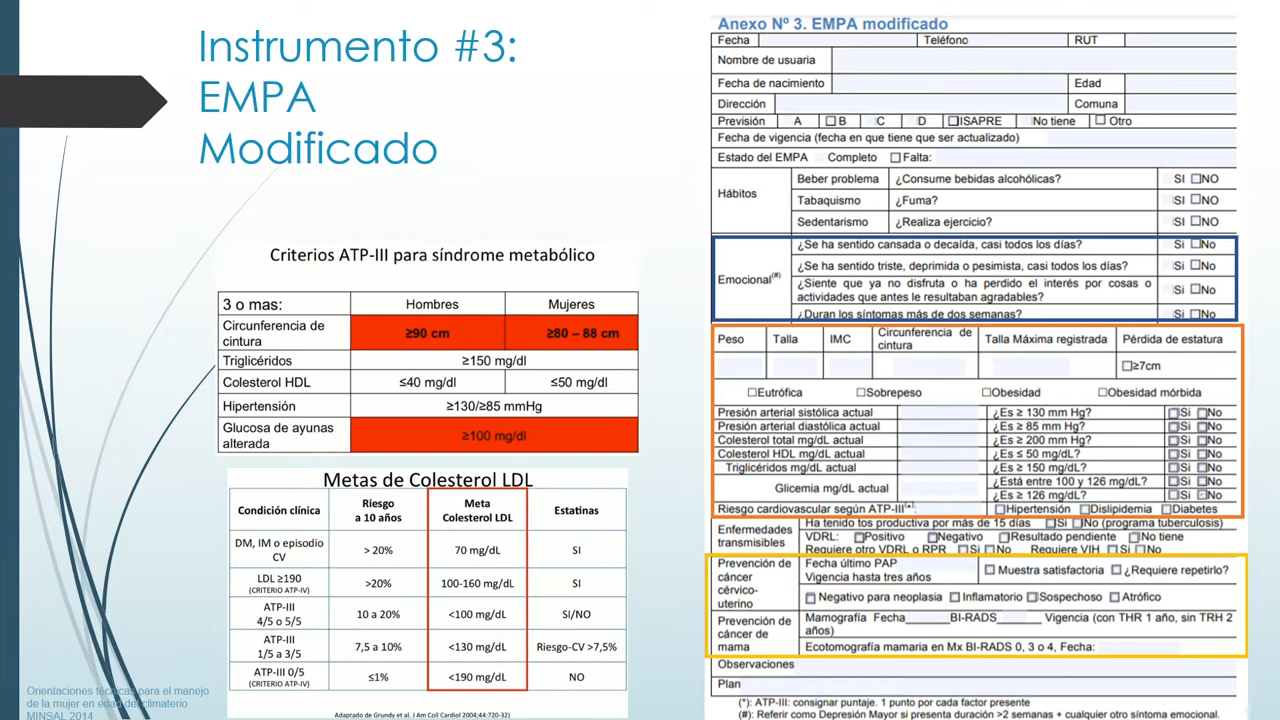 Instrumento #3:
EMPA
Modificado
Criterios ATP-III para síndrome metabólico
3 o mas: Hombres Mujeres
Circunferencia de cintura ≥90 cm ≥80 – 88 cm
Triglicéridos ≥150 mg/dl
Colesterol HDL ≤40 mg/dl ≤50 mg/dl
Hipertensión ≥130/≥85 mmHg
Glucosa de ayunas alterada ≥100 mg/dl
Metas de Colesterol LDL
Condición clínica Riesgo a 10 años Meta Colesterol LDL Estatinas
DM, IM o episodio CV > 20% 70 mg/dL SI
LDL ≥190 (CRITERIO ATP-IV) >20% 100-160 mg/dL SI
ATP-III 4/5 o 5/5 10 a 20% <100 mg/dL SI/NO
ATP-III 1/5 a 3/5 7,5 a 10% <130 mg/dL Riesgo-CV >7,5%
ATP-III 0/5 (CRITERIO ATP-IV) ≤1% <190 mg/dL NO
Adaptado de Grundy et al. J Am Coll Cardiol 2004;44:720-32)
Orientaciones técnicas para el manejo
de la mujer en edad de climaterio
MINSAL 2014
Anexo Nº 3. EMPA modificado
Fecha Teléfono RUT
Nombre de usuaria
Fecha de nacimiento Edad
Dirección Comuna
Previsión A ☐B C D ☐ISAPRE No tiene ☐ Otro
Fecha de vigencia (fecha en que tiene que ser actualizado)
Estado del EMPA Completo ☐ Falta:
Hábitos
Beber problema ¿Consume bebidas alcohólicas? SI ☐NO
Tabaquismo ¿Fuma? SI ☐NO
Sedentarismo ¿Realiza ejercicio? SI ☐NO
Emocional(#)
¿Se ha sentido cansada o decaída, casi todos los días? Si ☐No
¿Se ha sentido triste, deprimida o pesimista, casi todos los días? Si ☐No
¿Siente que ya no disfruta o ha perdido el interés por cosas o
actividades que antes le resultaban agradables? Si ☐No
¿Duran los síntomas más de dos semanas? Si ☐No
Peso Talla IMC Circunferencia de cintura Talla Máxima registrada Pérdida de estatura
☐≥7cm
☐Eutrófica ☐Sobrepeso ☐Obesidad ☐Obesidad mórbida
Presión arterial sistólica actual ¿Es ≥ 130 mm Hg? ☐Si ☐No
Presión arterial diastólica actual ¿Es ≥ 85 mm Hg? ☐Si ☐No
Colesterol total mg/dL actual ¿Es ≥ 200 mm Hg? ☐Si ☐No
Colesterol HDL mg/dL actual ¿Es ≤ 50 mg/dL? ☐Si ☐No
Triglicéridos mg/dL actual ¿Es ≥ 150 mg/dL? ☐Si ☐No
Glicemia mg/dL actual ¿Está entre 100 y 126 mg/dL? ☐Si ☐No
¿Es ≥ 126 mg/dL? ☐Si ☐No
Riesgo cardiovascular según ATP-III(*): ☐Hipertensión ☐Dislipidemia ☐Diabetes
Enfermedades transmisibles
Ha tenido tos productiva por más de 15 días ☐Si ☐No (programa tuberculosis)
VDRL: ☐Positivo ☐Negativo ☐Resultado pendiente ☐No tiene
Requiere otro VDRL o RPR ☐Si ☐No Requiere VIH ☐Si ☐No
Prevención de cáncer cérvico-uterino
Fecha último PAP
Vigencia hasta tres años ☐ Muestra satisfactoria ☐ ¿Requiere repetirlo?
☐ Negativo para neoplasia ☐ Inflamatorio ☐Sospechoso ☐ Atrófico
Prevención de cáncer de mama
Mamografía Fecha______BI-RADS_____ Vigencia (con THR 1 año, sin TRH 2
años)
Ecotomografía mamaria en Mx BI-RADS 0, 3 o 4, Fecha:
Observaciones
Plan
(*): ATP-III: consignar puntaje. 1 punto por cada factor presente
(#): Referir como Depresión Mayor si presenta duración >2 semanas + cualquier otro síntoma emocional.